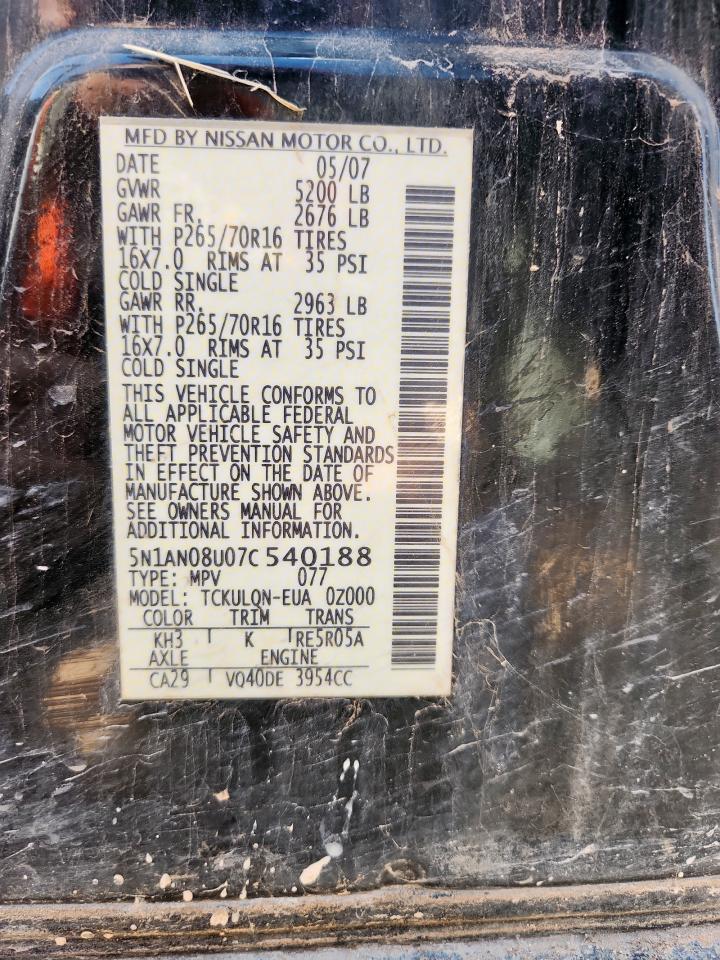 MFD BY NISSAN MOTOR CO., LTD.
DATE 05/07
GVWR 5200 LB
GAWR FR. 2676 LB
WITH P265/70R16 TIRES
16X7.0 RIMS AT 35 PSI
COLD SINGLE
GAWR RR. 2963 LB
WITH P265/70R16 TIRES
16X7.0 RIMS AT 35 PSI
COLD SINGLE
THIS VEHICLE CONFORMS TO
ALL APPLICABLE FEDERAL
MOTOR VEHICLE SAFETY AND
THEFT PREVENTION STANDARDS
IN EFFECT ON THE DATE OF
MANUFACTURE SHOWN ABOVE.
SEE OWNERS MANUAL FOR
ADDITIONAL INFORMATION.
5N1AN08U07C540188
TYPE: MPV 077
MODEL: TCKULQN-EUA 0Z000
COLOR TRIM TRANS
KH3 K RE5R05A
AXLE ENGINE
CA29 VQ40DE 3954CC